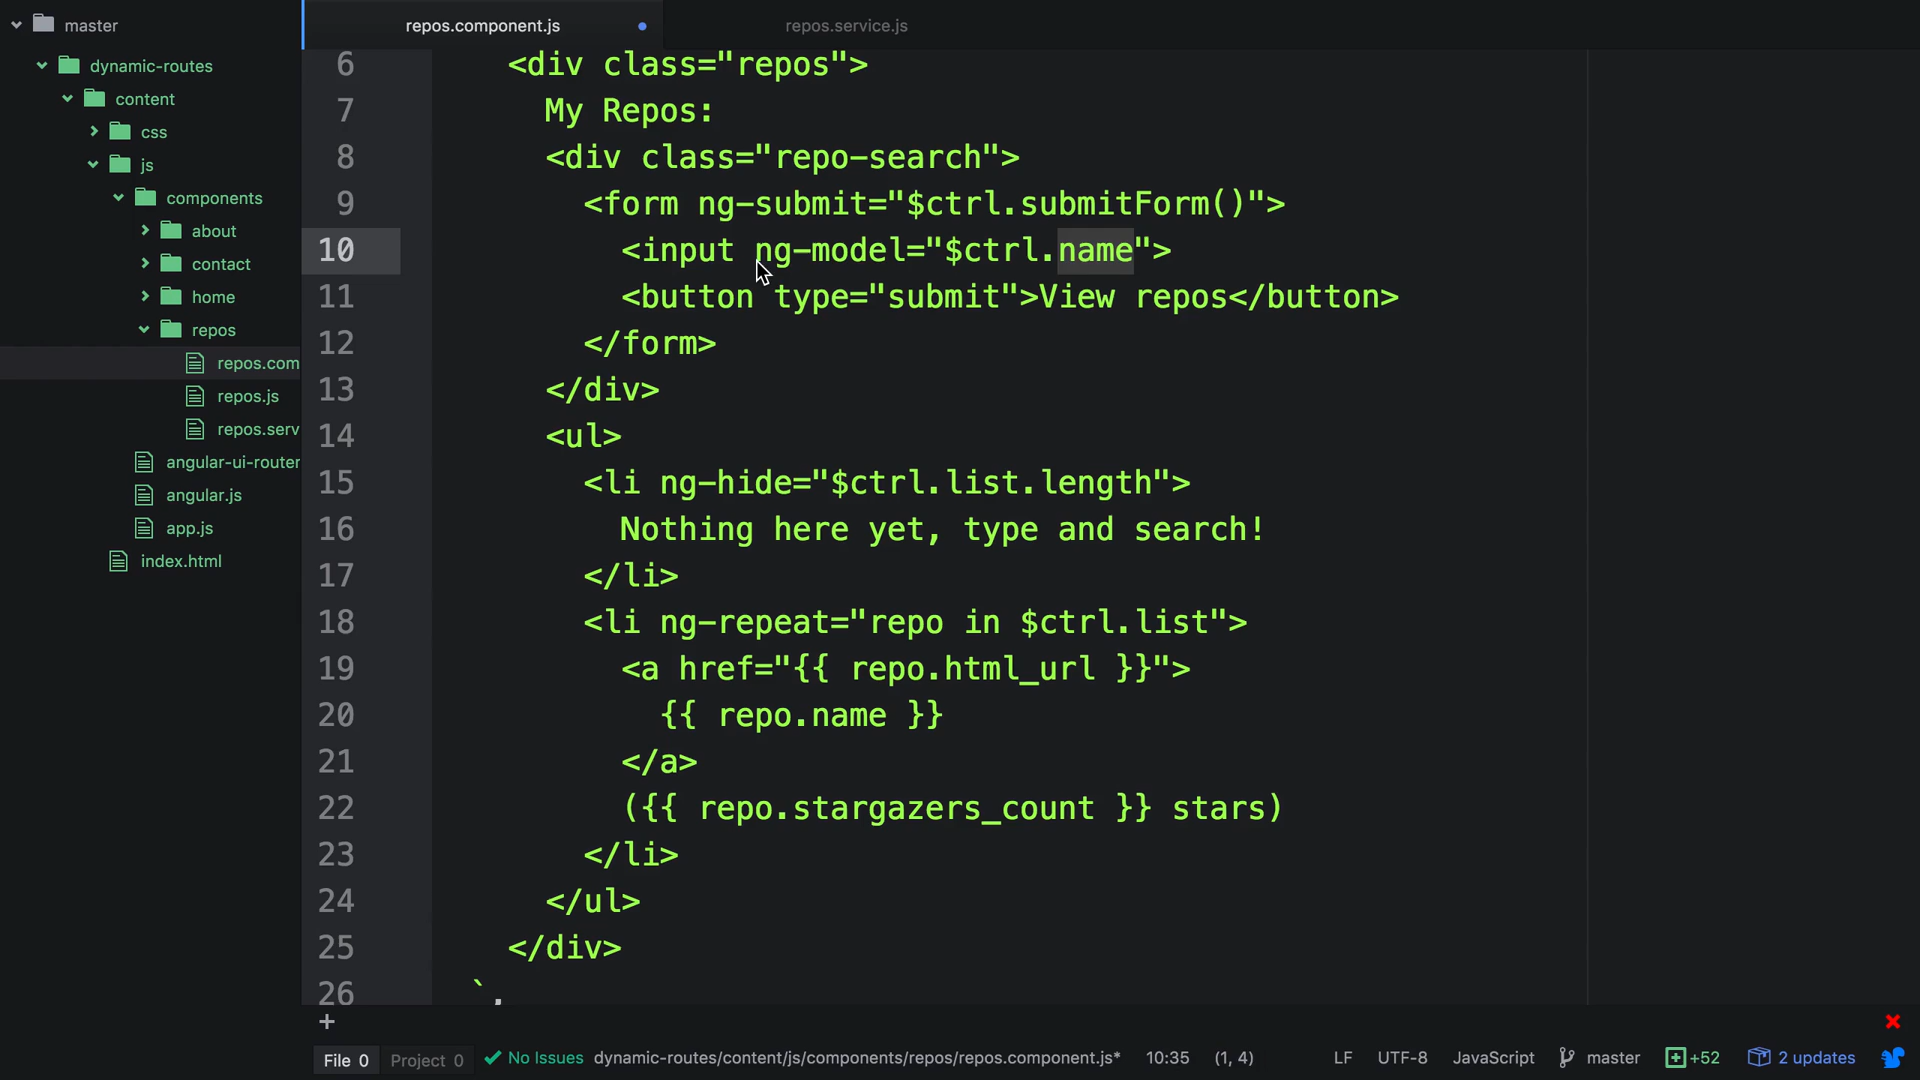 master
dynamic-routes
content
css
js
components
about
contact
home
repos
repos.com
repos.js
repos.serv
angular-ui-router
angular.js
app.js
index.html
repos.component.js
repos.service.js
6 <div class="repos">
7 My Repos:
8 <div class="repo-search">
9 <form ng-submit="$ctrl.submitForm()">
10 <input ng-model="$ctrl.name">
11 <button type="submit">View repos</button>
12 </form>
13 </div>
14 <ul>
15 <li ng-hide="$ctrl.list.length">
16 Nothing here yet, type and search!
17 </li>
18 <li ng-repeat="repo in $ctrl.list">
19 <a href="{{ repo.html_url }}">
20 {{ repo.name }}
21 </a>
22 ({{ repo.stargazers_count }} stars)
23 </li>
24 </ul>
25 </div>
26 `,
+
File 0 Project 0 No Issues dynamic-routes/content/js/components/repos/repos.component.js* 10:35 (1, 4) LF UTF-8 JavaScript master +52 2 updates